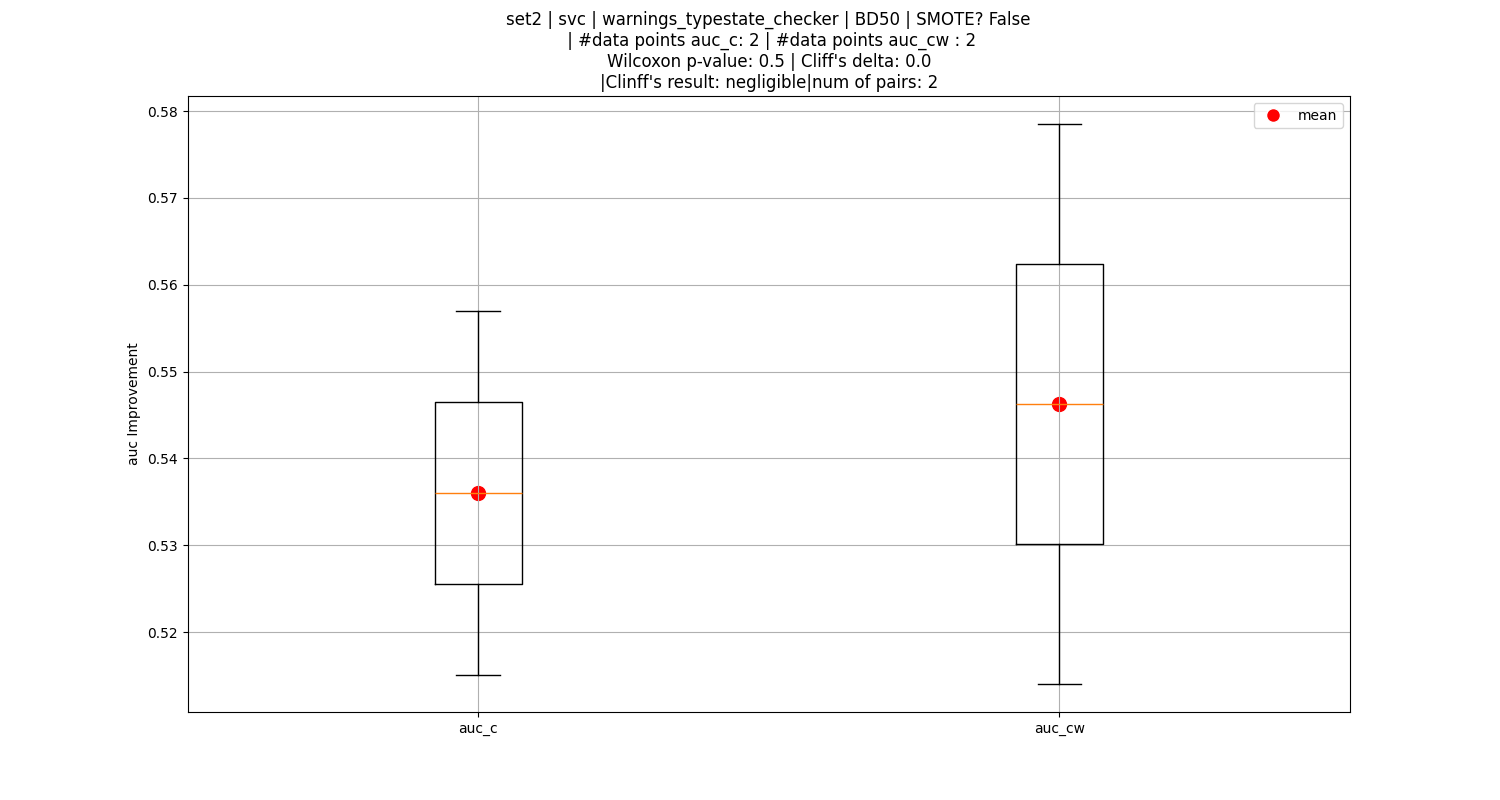 set2 | svc | warnings_typestate_checker | BD50 | SMOTE? False
| #data points auc_c: 2 | #data points auc_cw : 2
Wilcoxon p-value: 0.5 | Cliff's delta: 0.0
|Clinff's result: negligible|num of pairs: 2
mean
0.58
0.57
0.56
0.55
0.54
0.53
0.52
auc Improvement
auc_c
auc_cw